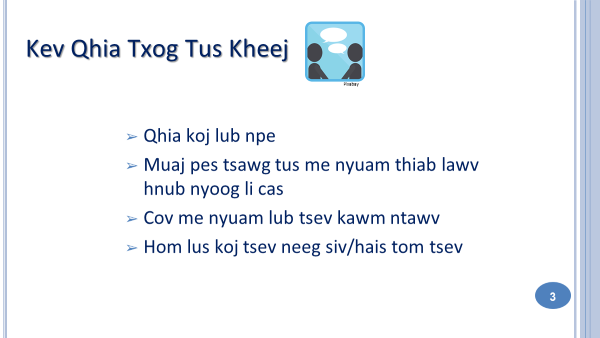 Kev Qhia Txog Tus Kheej
Pixabay
➢ Qhia koj lub npe
➢ Muaj pes tsawg tus me nyuam thiab lawv
hnub nyoog li cas
➢ Cov me nyuam lub tsev kawm ntawv
➢ Hom lus koj tsev neeg siv/hais tom tsev
3